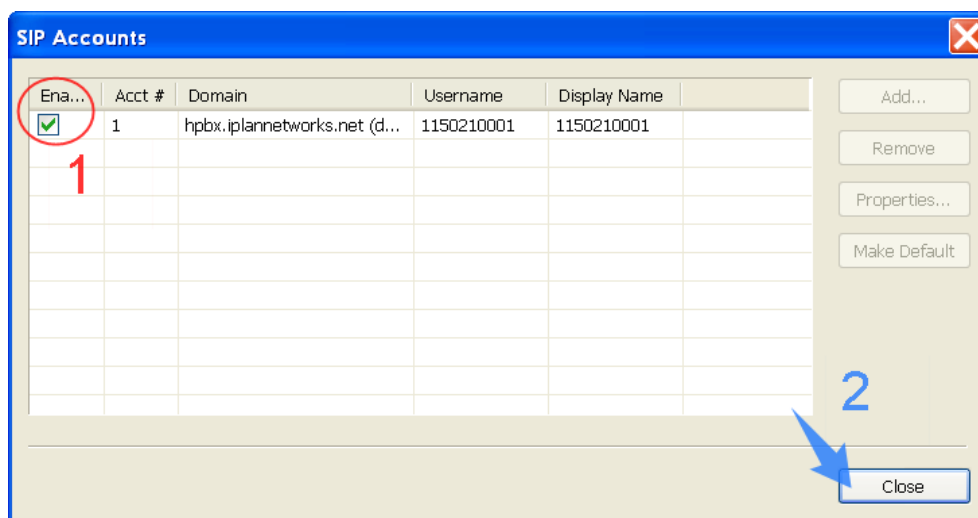 SIP Accounts
Ena... Acct # Domain Username Display Name
1 hpbx.iplannetworks.net (d... 1150210001 1150210001
1
Add...
Remove
Properties...
Make Default
2
Close